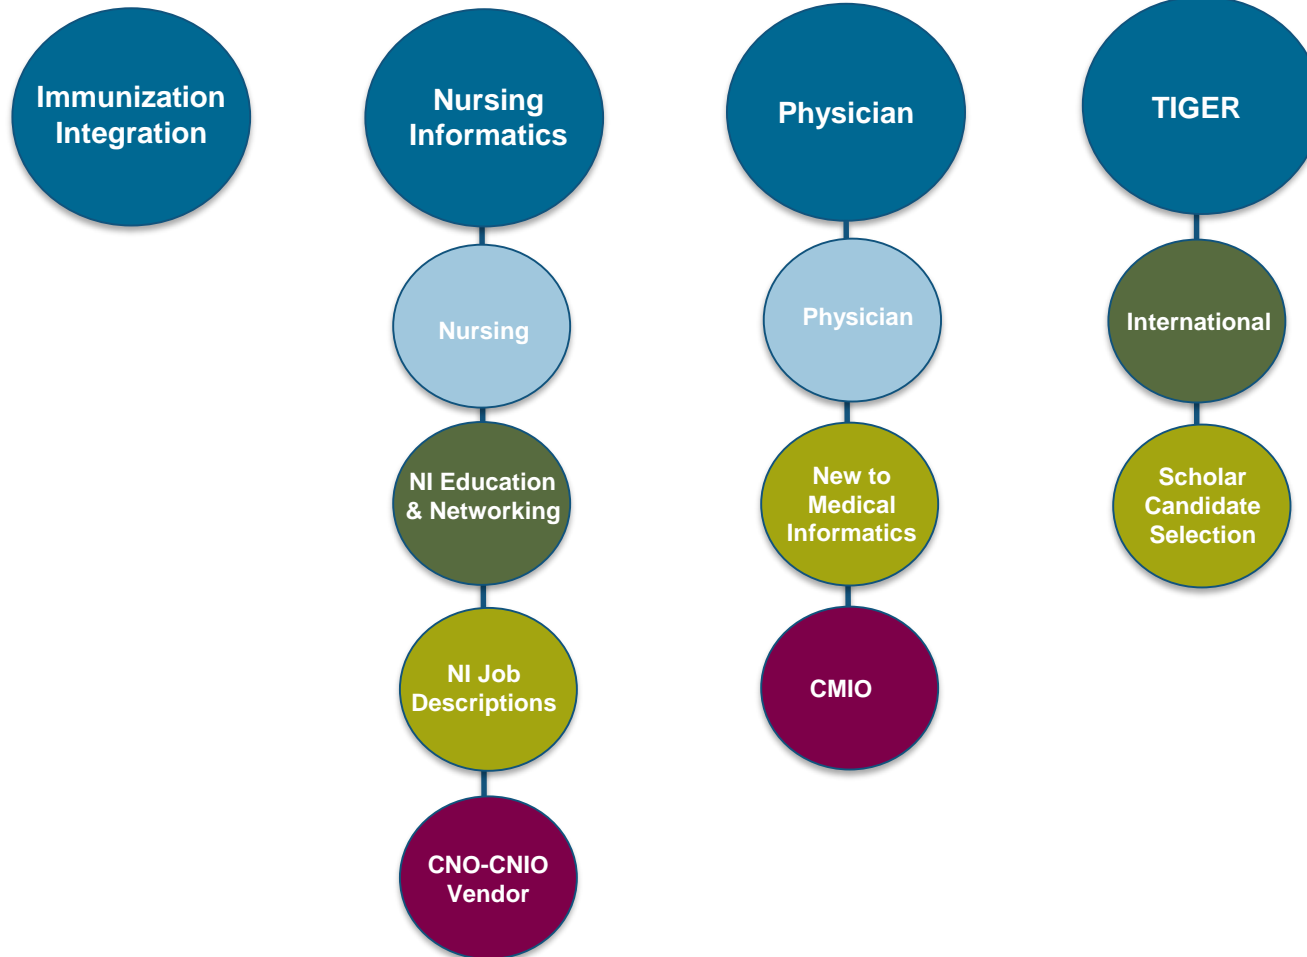 Immunization
Integration
Nursing
Informatics
Nursing
NI Education
& Networking
NI Job
Descriptions
CNO-CNIO
Vendor
Physician
Physician
New to
Medical
Informatics
CMIO
TIGER
International
Scholar
Candidate
Selection